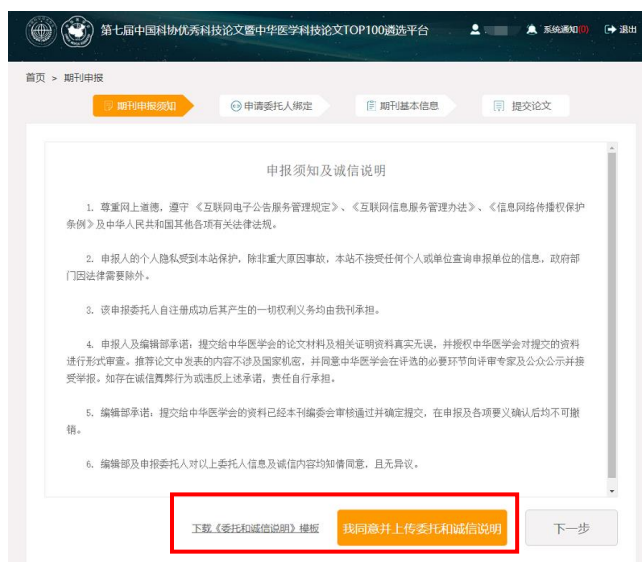 第七届中国科协优秀科技论文暨中华医学科技论文TOP100遴选平台 系统通知(0) 退出
首页 > 期刊申报
期刊申报须知 申请委托人绑定 期刊基本信息 提交论文
申报须知及诚信说明
1. 尊重网上道德，遵守 《互联网电子公告服务管理规定》、《互联网信息服务管理办法》、《信息网络传播权保护
条例》及中华人民共和国其他各项有关法律法规。
2. 申报人的个人隐私受到本站保护，除非重大原因事故，本站不接受任何个人或单位查询申报单位的信息，政府部
门因法律需要除外。
3. 该申报委托人自注册成功后其产生的一切权利义务均由我刊承担。
4. 申报人及编辑部承诺：提交给中华医学会的论文材料及相关证明资料真实无误，并授权中华医学会对提交的资料
进行形式审查。推荐论文中发表的内容不涉及国家机密，并同意中华医学会在评选的必要环节向评审专家及公众公示并接
受举报。如存在诚信舞弊行为或违反上述承诺，责任自行承担。
5. 编辑部承诺：提交给中华医学会的资料已经本刊编委会审核通过并确定提交，在申报及各项要义确认后均不可撤
销。
6. 编辑部及申报委托人对以上委托人信息及诚信内容均知情同意，且无异议。
下载《委托和诚信说明》模板 我同意并上传委托和诚信说明 下一步